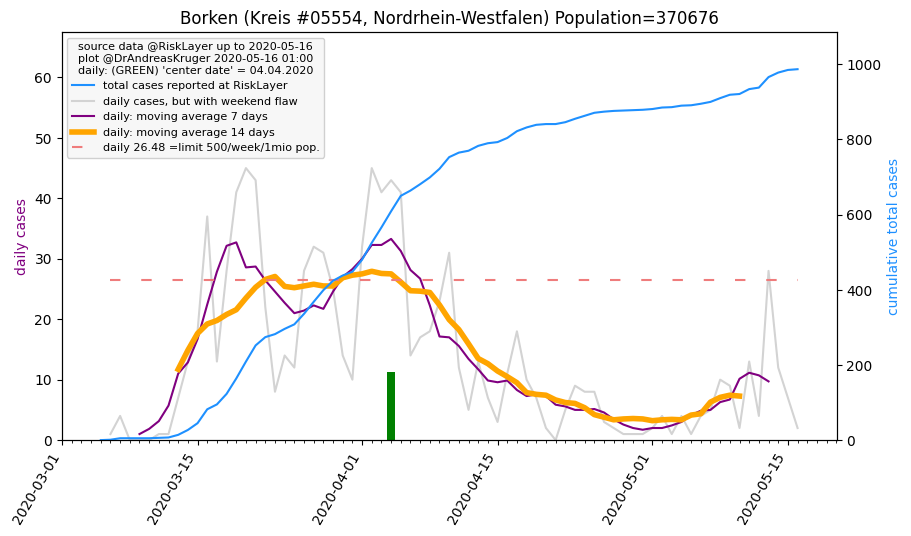 Borken (Kreis #05554, Nordrhein-Westfalen) Population=370676
source data @RiskLayer up to 2020-05-16
plot @DrAndreasKruger 2020-05-16 01:00
daily: (GREEN) 'center date' = 04.04.2020
total cases reported at RiskLayer
daily cases, but with weekend flaw
daily: moving average 7 days
daily: moving average 14 days
daily 26.48 =limit 500/week/1mio pop.
daily cases
60
50
40
30
20
10
0
1000
800
600
400
200
0
cumulative total cases
2020-03-01
2020-03-15
2020-04-01
2020-04-15
2020-05-01
2020-05-15